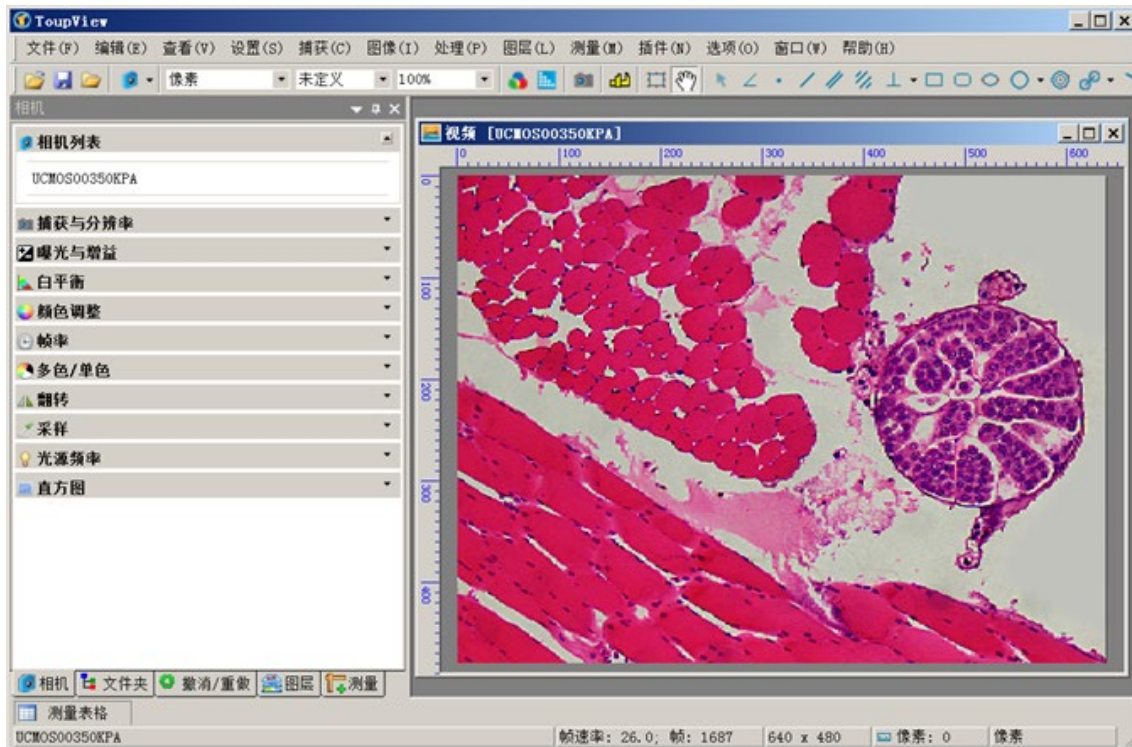 ToupView
文件(F) 编辑(E) 查看(V) 设置(S) 捕获(C) 图像(I) 处理(P) 图层(L) 测量(M) 插件(N) 选项(O) 窗口(W) 帮助(H)
像素 未定义 100%
相机
相机列表
UCMOS00350KPA
捕获与分辨率
曝光与增益
白平衡
颜色调整
帧率
多色/单色
翻转
采样
光源频率
直方图
视频 [UCMOS00350KPA]
0 100 200 300 400 500 600
0
100
200
300
400
相机 文件夹 撤消/重做 图层 测量
测量表格
UCMOS00350KPA 帧速率: 26.0; 帧: 1687 640 x 480 像素: 0 像素